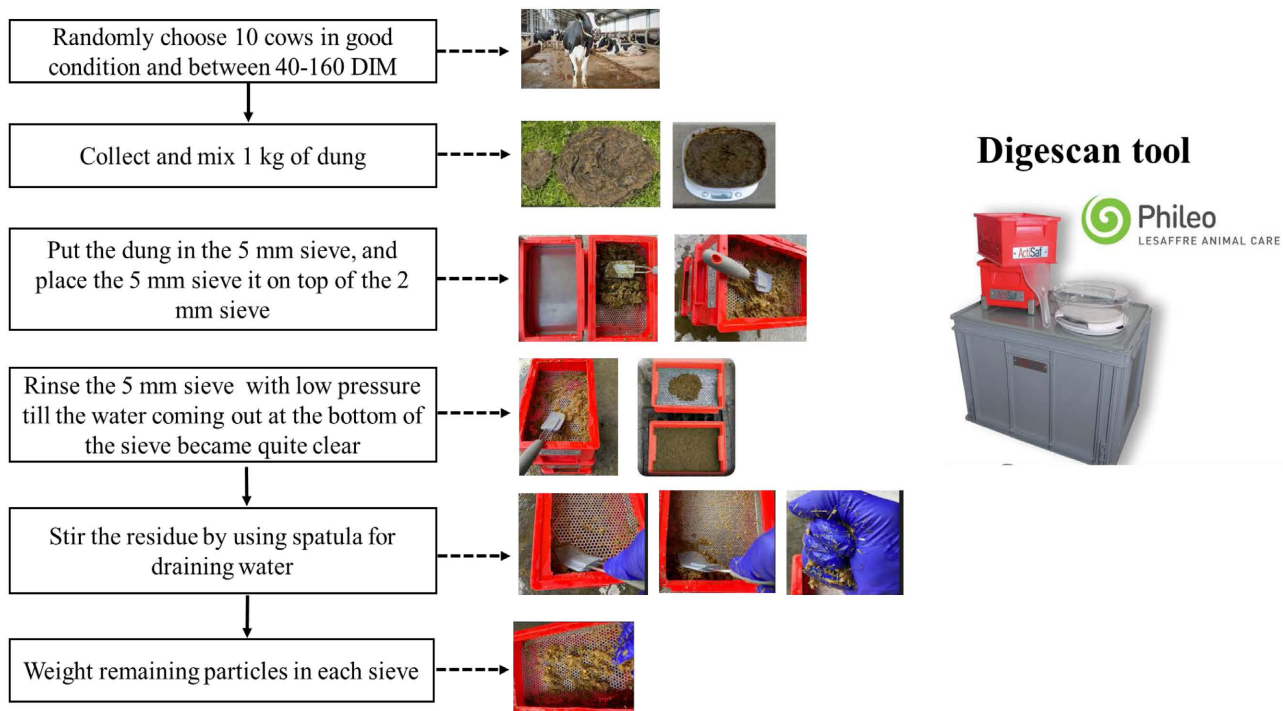 Randomly choose 10 cows in good
condition and between 40-160 DIM
Collect and mix 1 kg of dung
Put the dung in the 5 mm sieve, and
place the 5 mm sieve it on top of the 2
mm sieve
Rinse the 5 mm sieve with low pressure
till the water coming out at the bottom of
the sieve became quite clear
Stir the residue by using spatula for
draining water
Weight remaining particles in each sieve
Digescan tool
Phileo
LESAFFRE ANIMAL CARE
ActiSaf